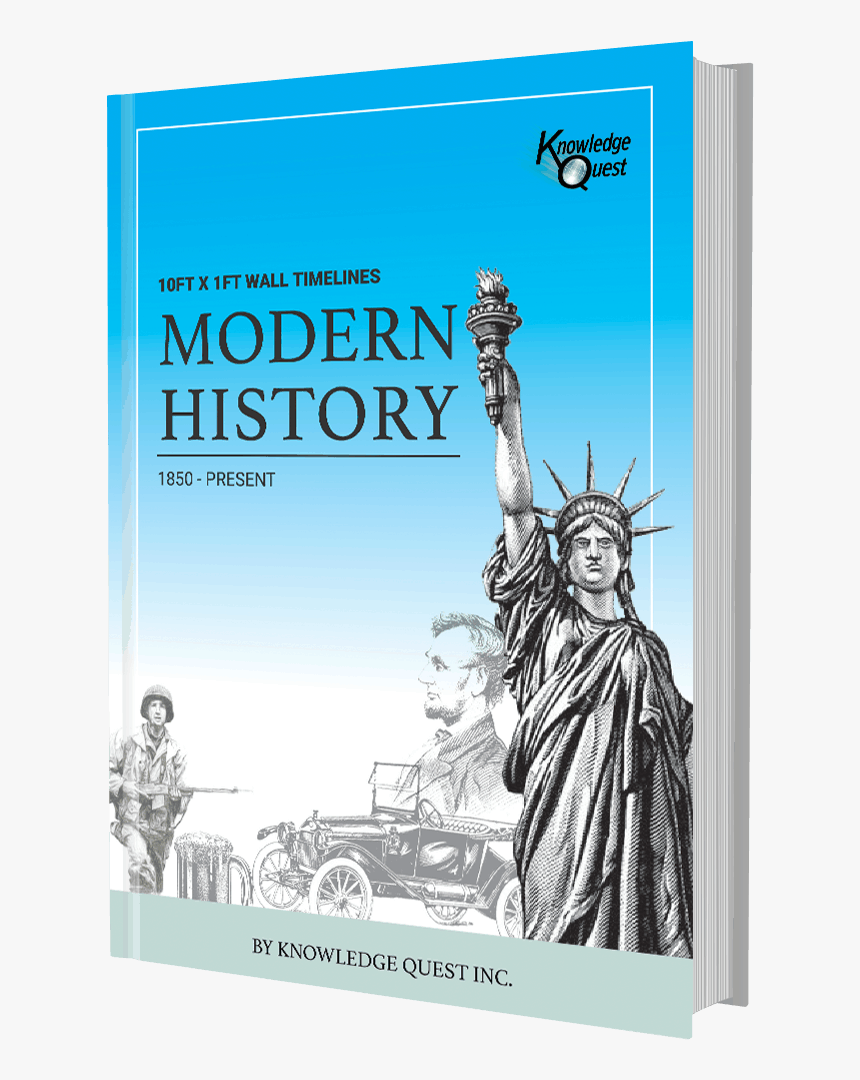 Knowledge
Quest
10FT X 1FT WALL TIMELINES
MODERN
HISTORY
1850 - PRESENT
BY KNOWLEDGE QUEST INC.